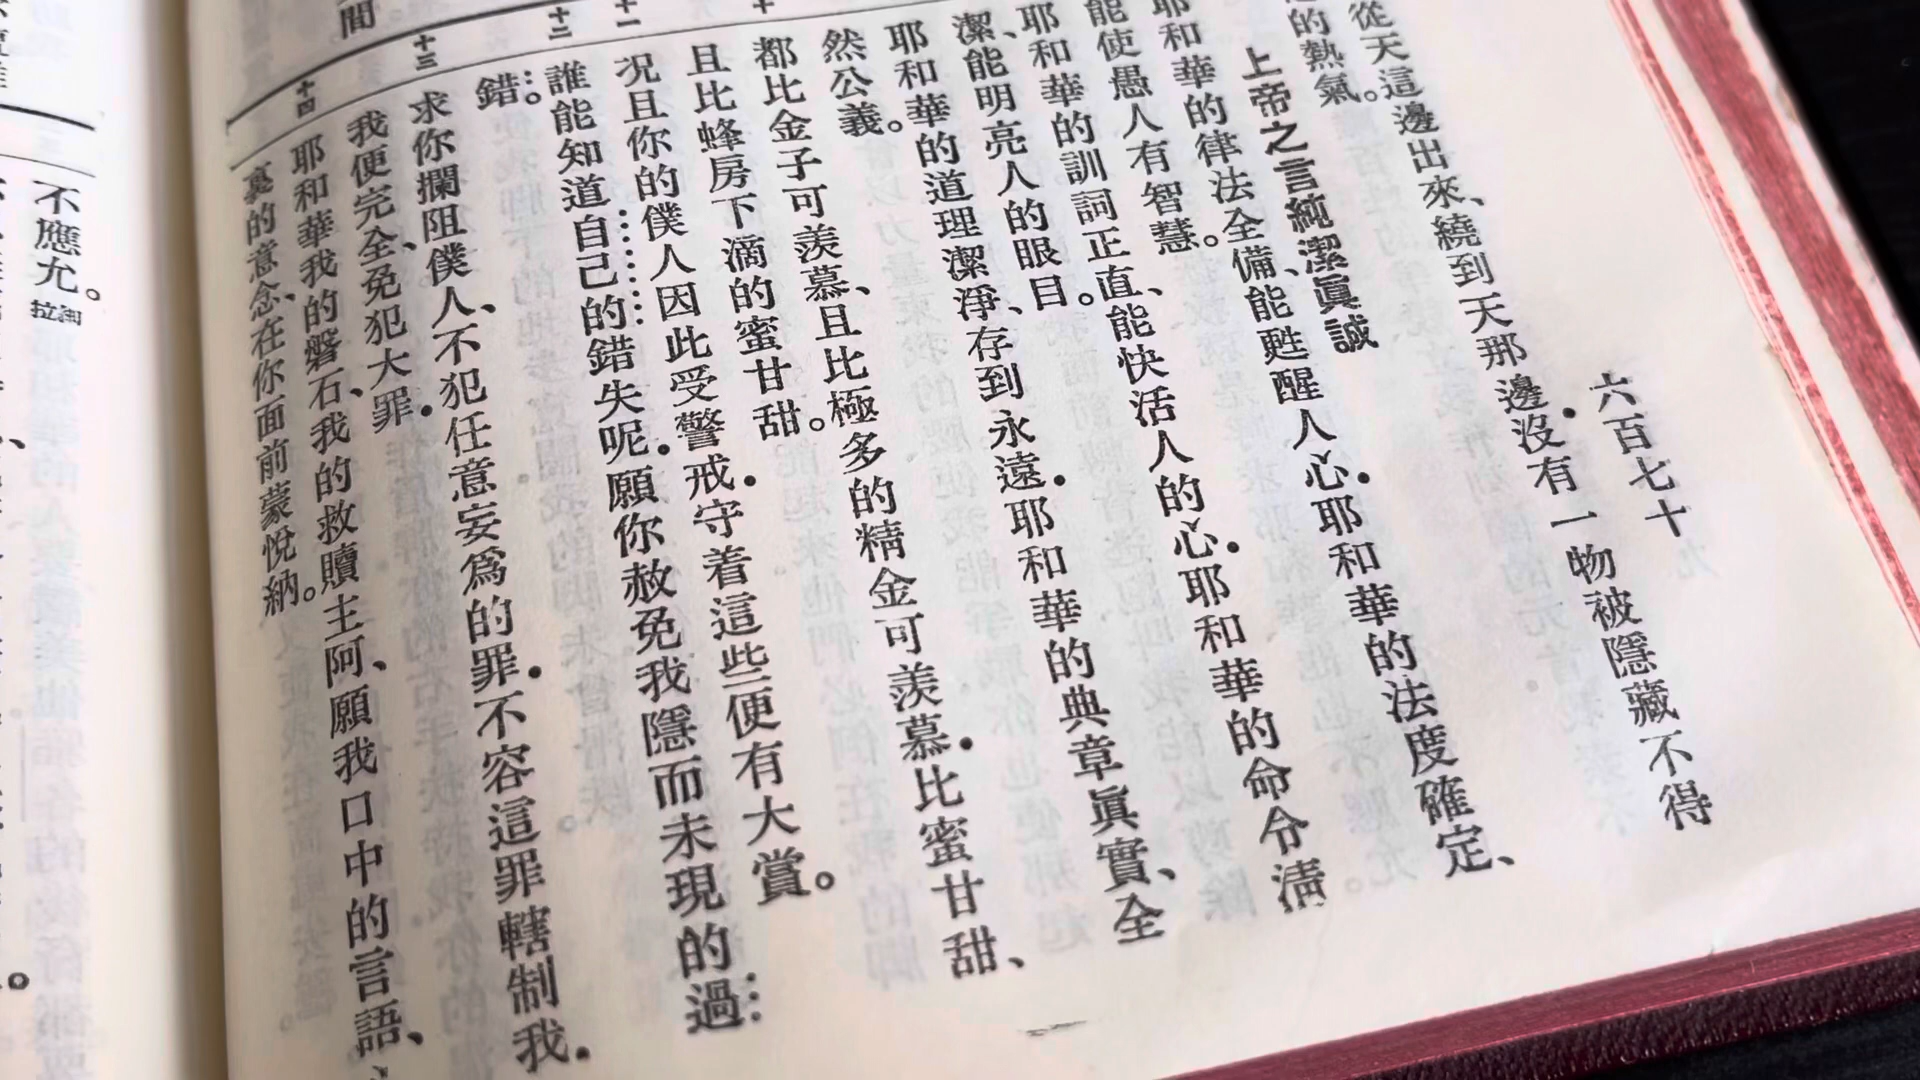 六百七十
從天這邊出來、繞到天那邊．沒有一物被隱藏不得
的熱氣。
上帝之言純潔眞誠
耶和華的律法全備、能甦醒人心．耶和華的法度確定、
能使愚人有智慧。
耶和華的訓詞正直、能快活人的心．耶和華的命令淸
潔、能明亮人的眼目。
耶和華的道理潔淨、存到永遠．耶和華的典章眞實、全
然公義。
都比金子可羨慕、且比極多的精金可羨慕．比蜜甘甜、
且比蜂房下滴的蜜甘甜。
況且你的僕人因此受警戒．守着這些便有大賞。
誰能知道自己的錯失呢．願你赦免我隱而未現的過
錯。
求你攔阻僕人、不犯任意妄爲的罪．不容這罪轄制我．
我便完全、免犯大罪．
耶和華我的磐石、我的救贖主阿、願我口中的言語、
的意念、在你面前蒙悅納。
間
十一
十二
十三
十四
不應允。